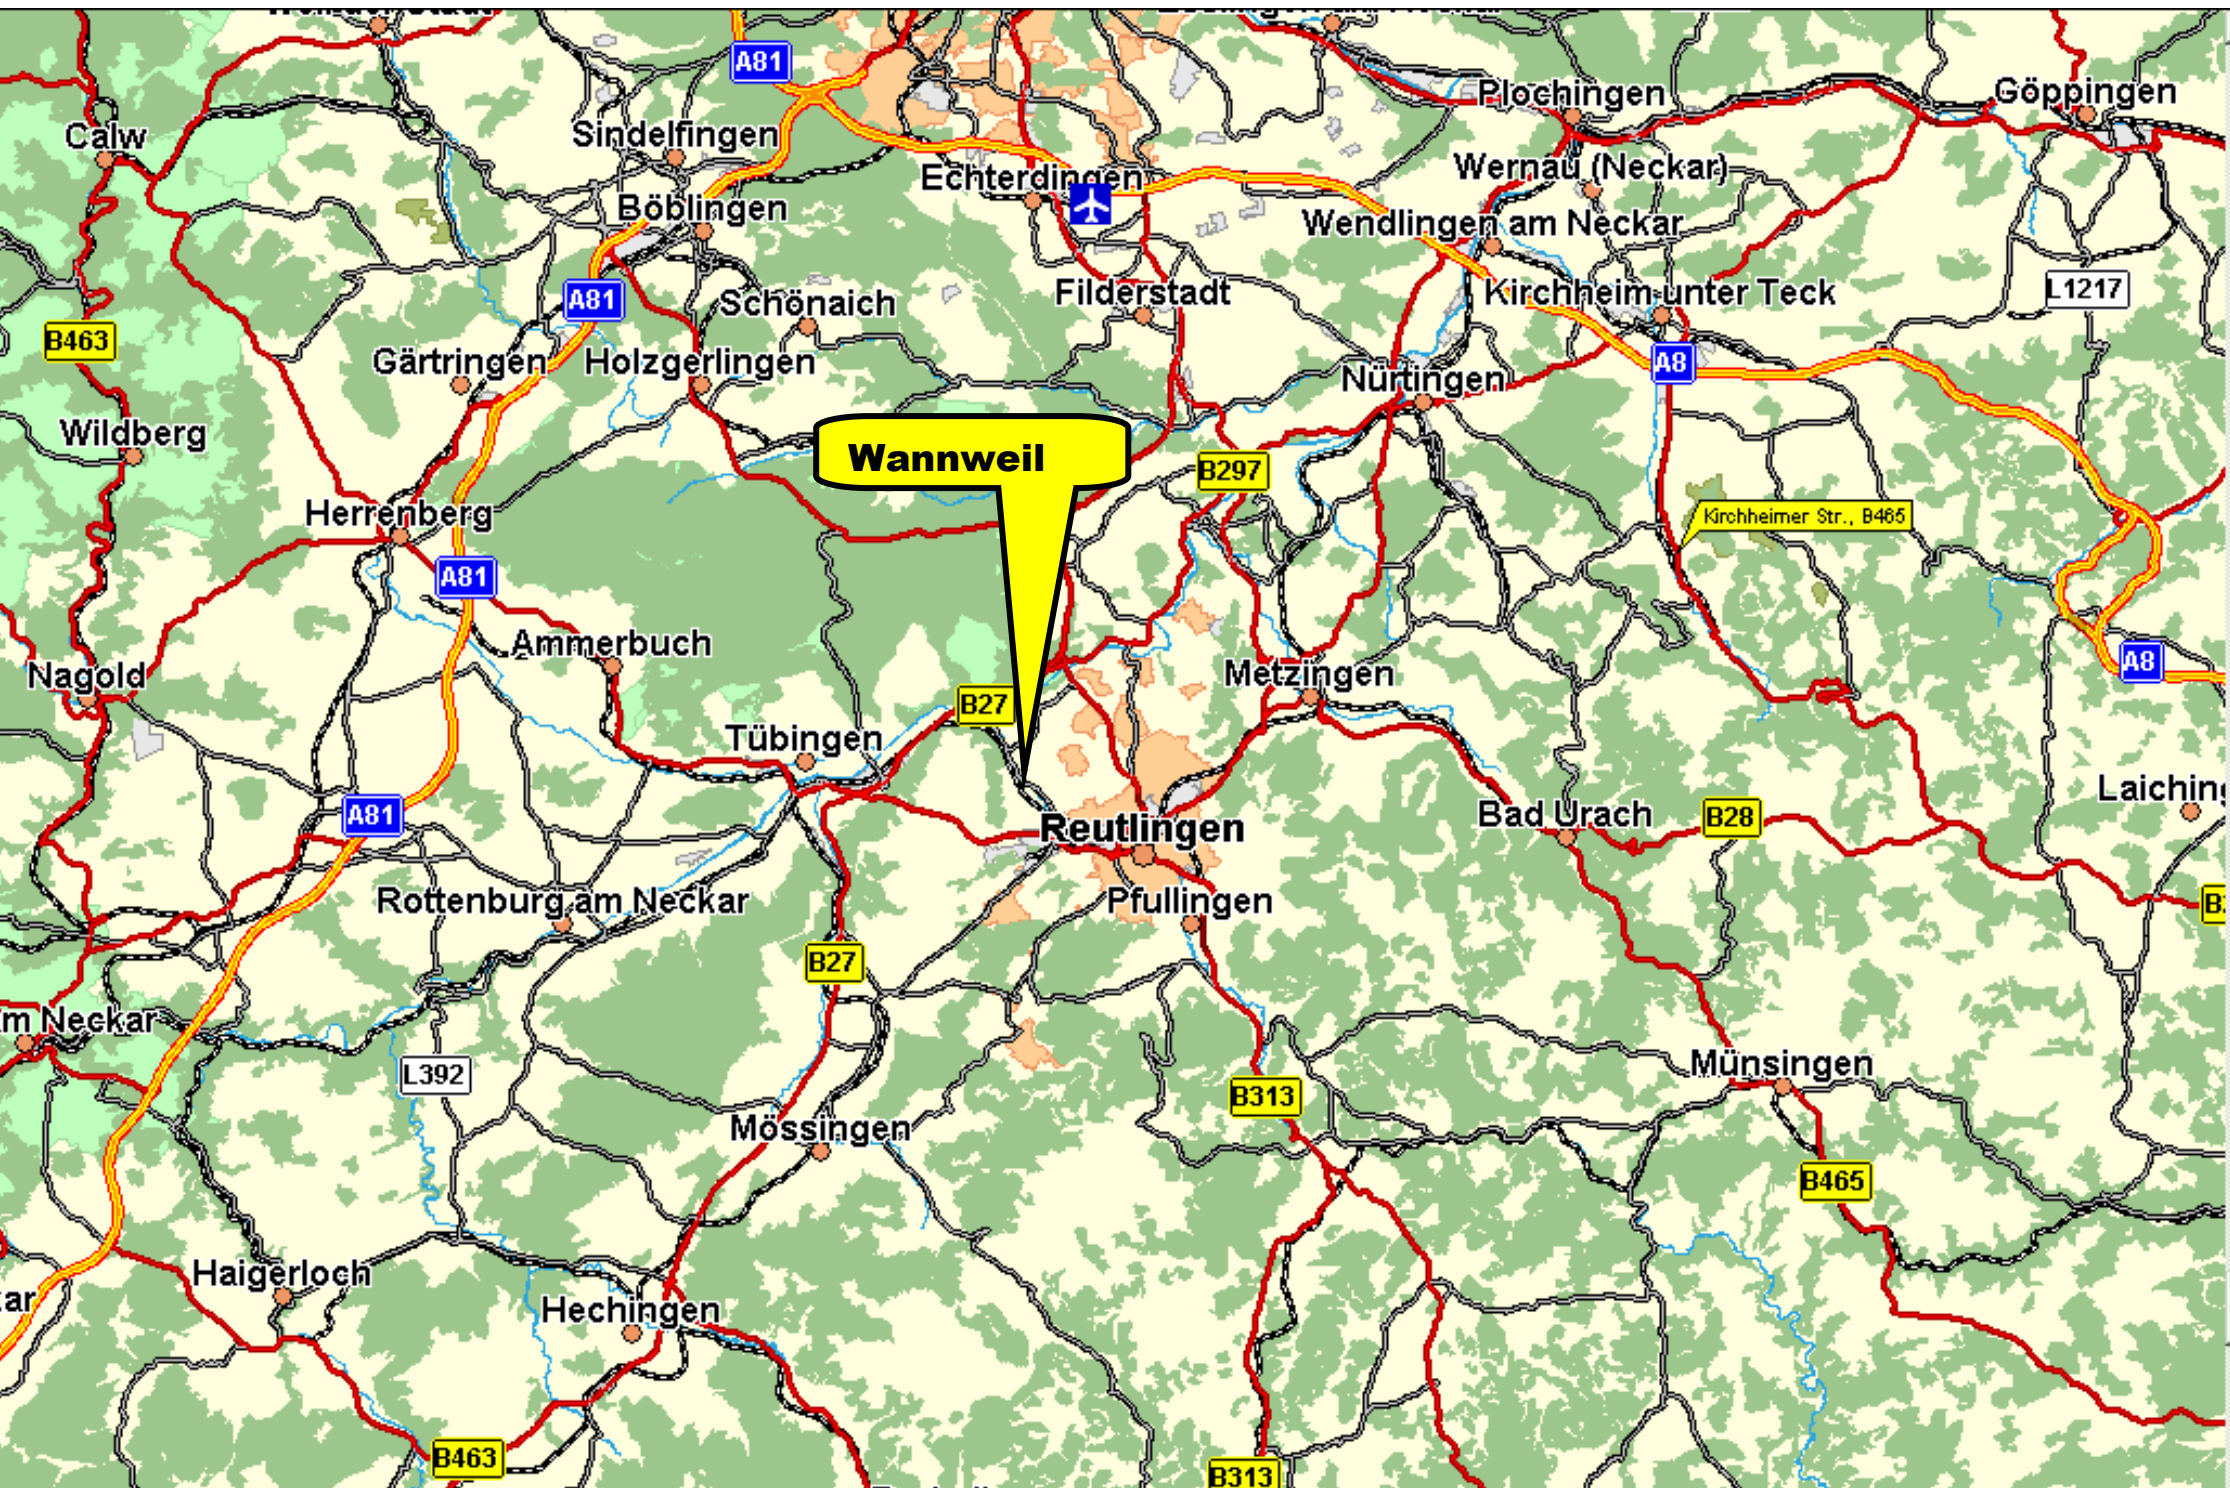 A81
Plochingen
Göppingen
Calw
Sindelfingen
Echterdingen
Wernau (Neckar)
Böblingen
Wendlingen am Neckar
A81
Schönaich
Filderstadt
Kirchheim unter Teck
L1217
B463
Gärtringen
Holzgerlingen
Nürtingen
A8
Wildberg
Wannweil
B297
Herrenberg
Kirchheimer Str., B465
A81
Ammerbuch
Nagold
Metzingen
A8
B27
Tübingen
A81
Reutlingen
Bad Urach
B28
Laiching
Rottenburg am Neckar
Pfullingen
B27
m Neckar
L392
Münsingen
B313
Mössingen
B465
Haigerloch
Hechingen
B463
B313